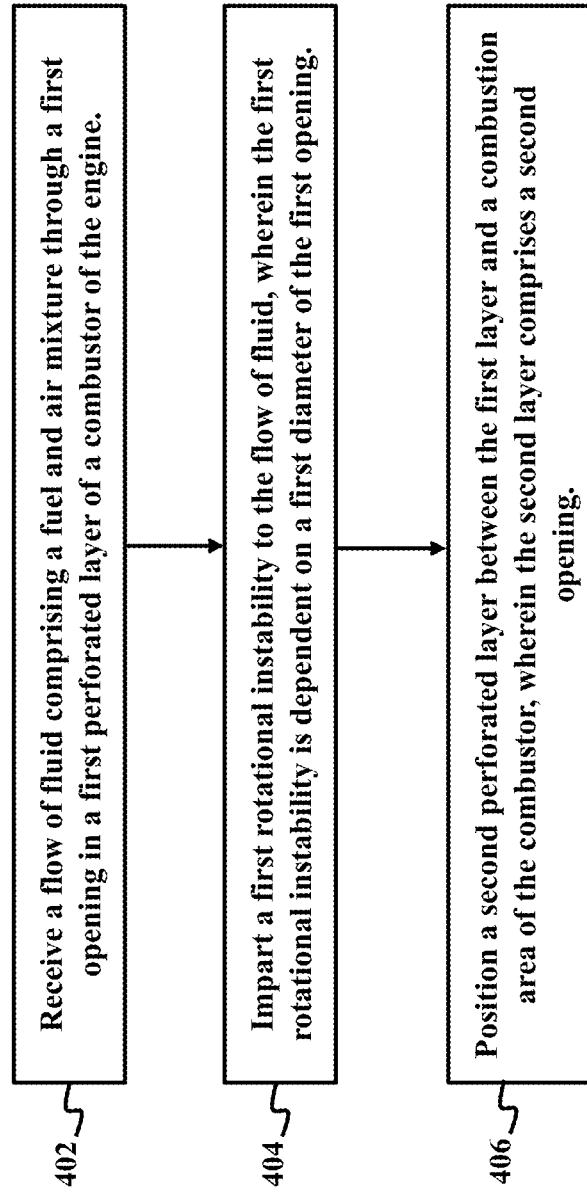 402
Receive a flow of fluid comprising a fuel and air mixture through a first
opening in a first perforated layer of a combustor of the engine.
404
Impart a first rotational instability to the flow of fluid, wherein the first
rotational instability is dependent on a first diameter of the first opening.
406
Position a second perforated layer between the first layer and a combustion
area of the combustor, wherein the second layer comprises a second
opening.